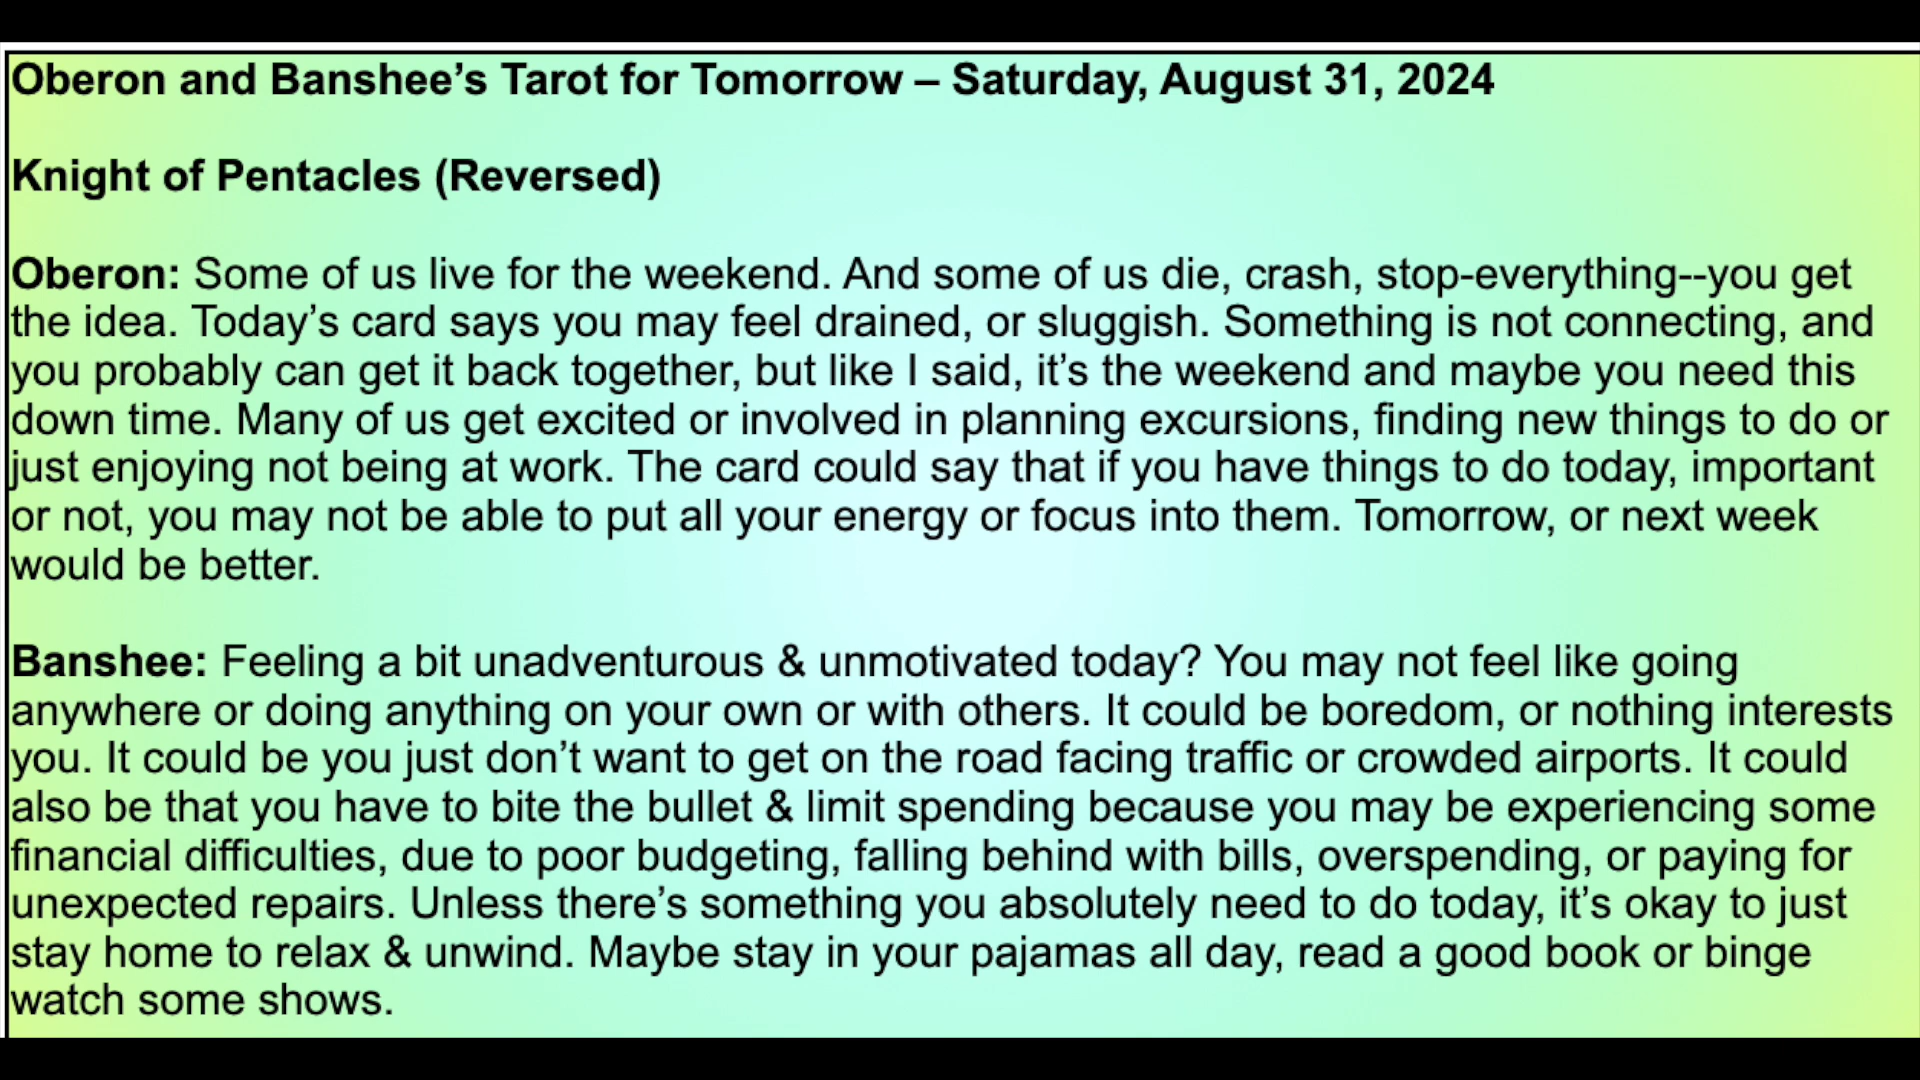 Oberon and Banshee’s Tarot for Tomorrow – Saturday, August 31, 2024
Knight of Pentacles (Reversed)
Oberon: Some of us live for the weekend. And some of us die, crash, stop-everything--you get
the idea. Today’s card says you may feel drained, or sluggish. Something is not connecting, and
you probably can get it back together, but like I said, it’s the weekend and maybe you need this
down time. Many of us get excited or involved in planning excursions, finding new things to do or
just enjoying not being at work. The card could say that if you have things to do today, important
or not, you may not be able to put all your energy or focus into them. Tomorrow, or next week
would be better.
Banshee: Feeling a bit unadventurous & unmotivated today? You may not feel like going
anywhere or doing anything on your own or with others. It could be boredom, or nothing interests
you. It could be you just don’t want to get on the road facing traffic or crowded airports. It could
also be that you have to bite the bullet & limit spending because you may be experiencing some
financial difficulties, due to poor budgeting, falling behind with bills, overspending, or paying for
unexpected repairs. Unless there’s something you absolutely need to do today, it’s okay to just
stay home to relax & unwind. Maybe stay in your pajamas all day, read a good book or binge
watch some shows.